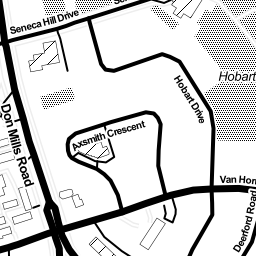 Seneca Hill Drive
Hobart
Hobart Drive
Don Mills Road
Axsmith Crescent
Van Hor
Deerford Road